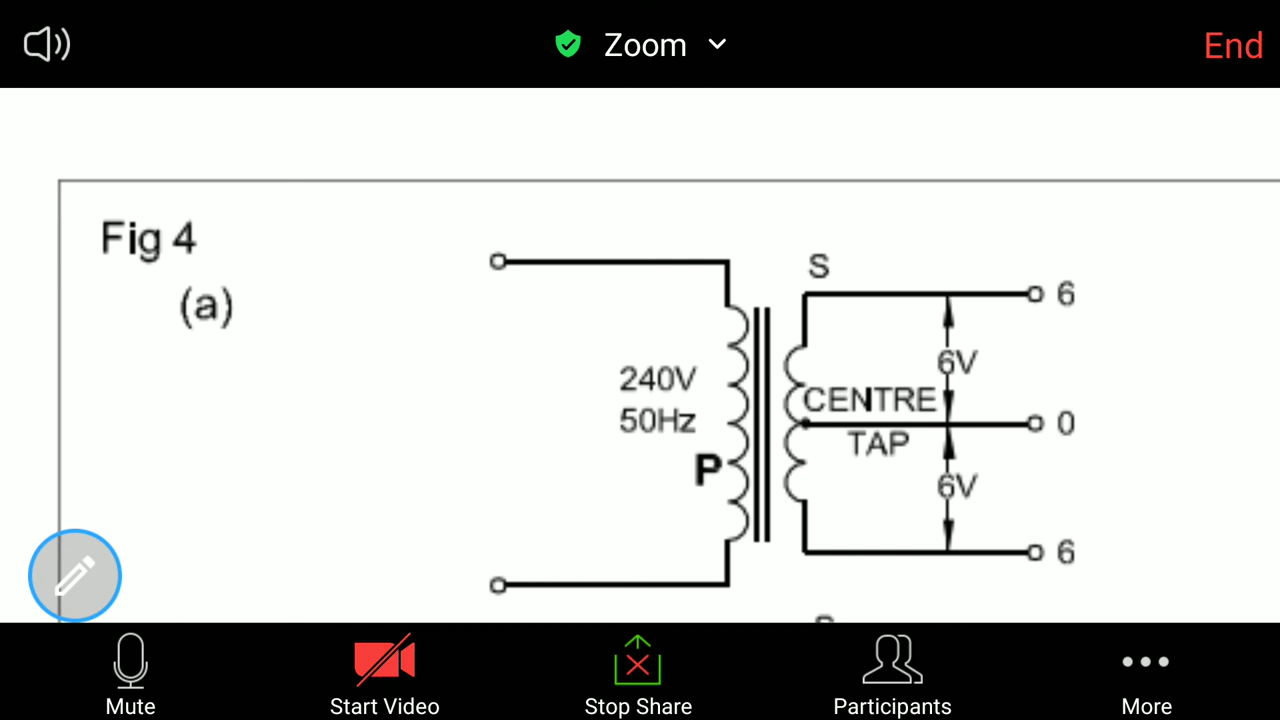 Zoom
End
Fig 4
(a)
S
6
240V
50Hz
6V
CENTRE
TAP
0
P
6V
6
Mute
Start Video
Stop Share
Participants
More